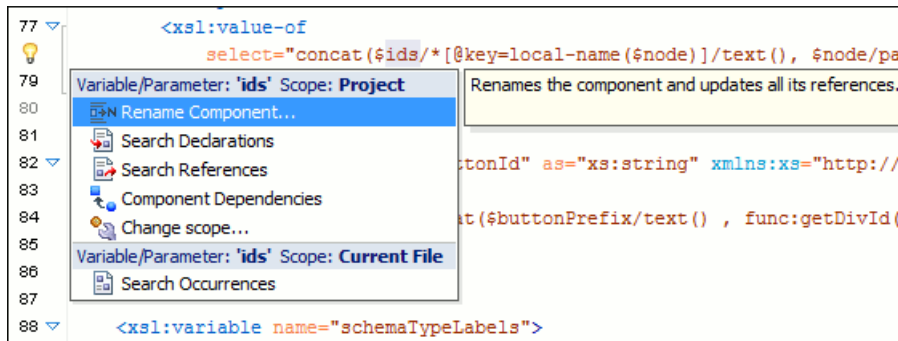 77 <xsl:value-of
select="concat($ids/*[@key=local-name($node)]/text(), $node/pa
79 Variable/Parameter: 'ids' Scope: Project Renames the component and updates all its references.
80 Rename Component...
81 Search Declarations
82 Search References ttonId" as="xs:string" xmlns:xs="http://
83 Component Dependencies
84 Change scope... at($buttonPrefix/text() , func:getDivId(
85 Variable/Parameter: 'ids' Scope: Current File
86 Search Occurrences
87
88 <xsl:variable name="schemaTypeLabels">